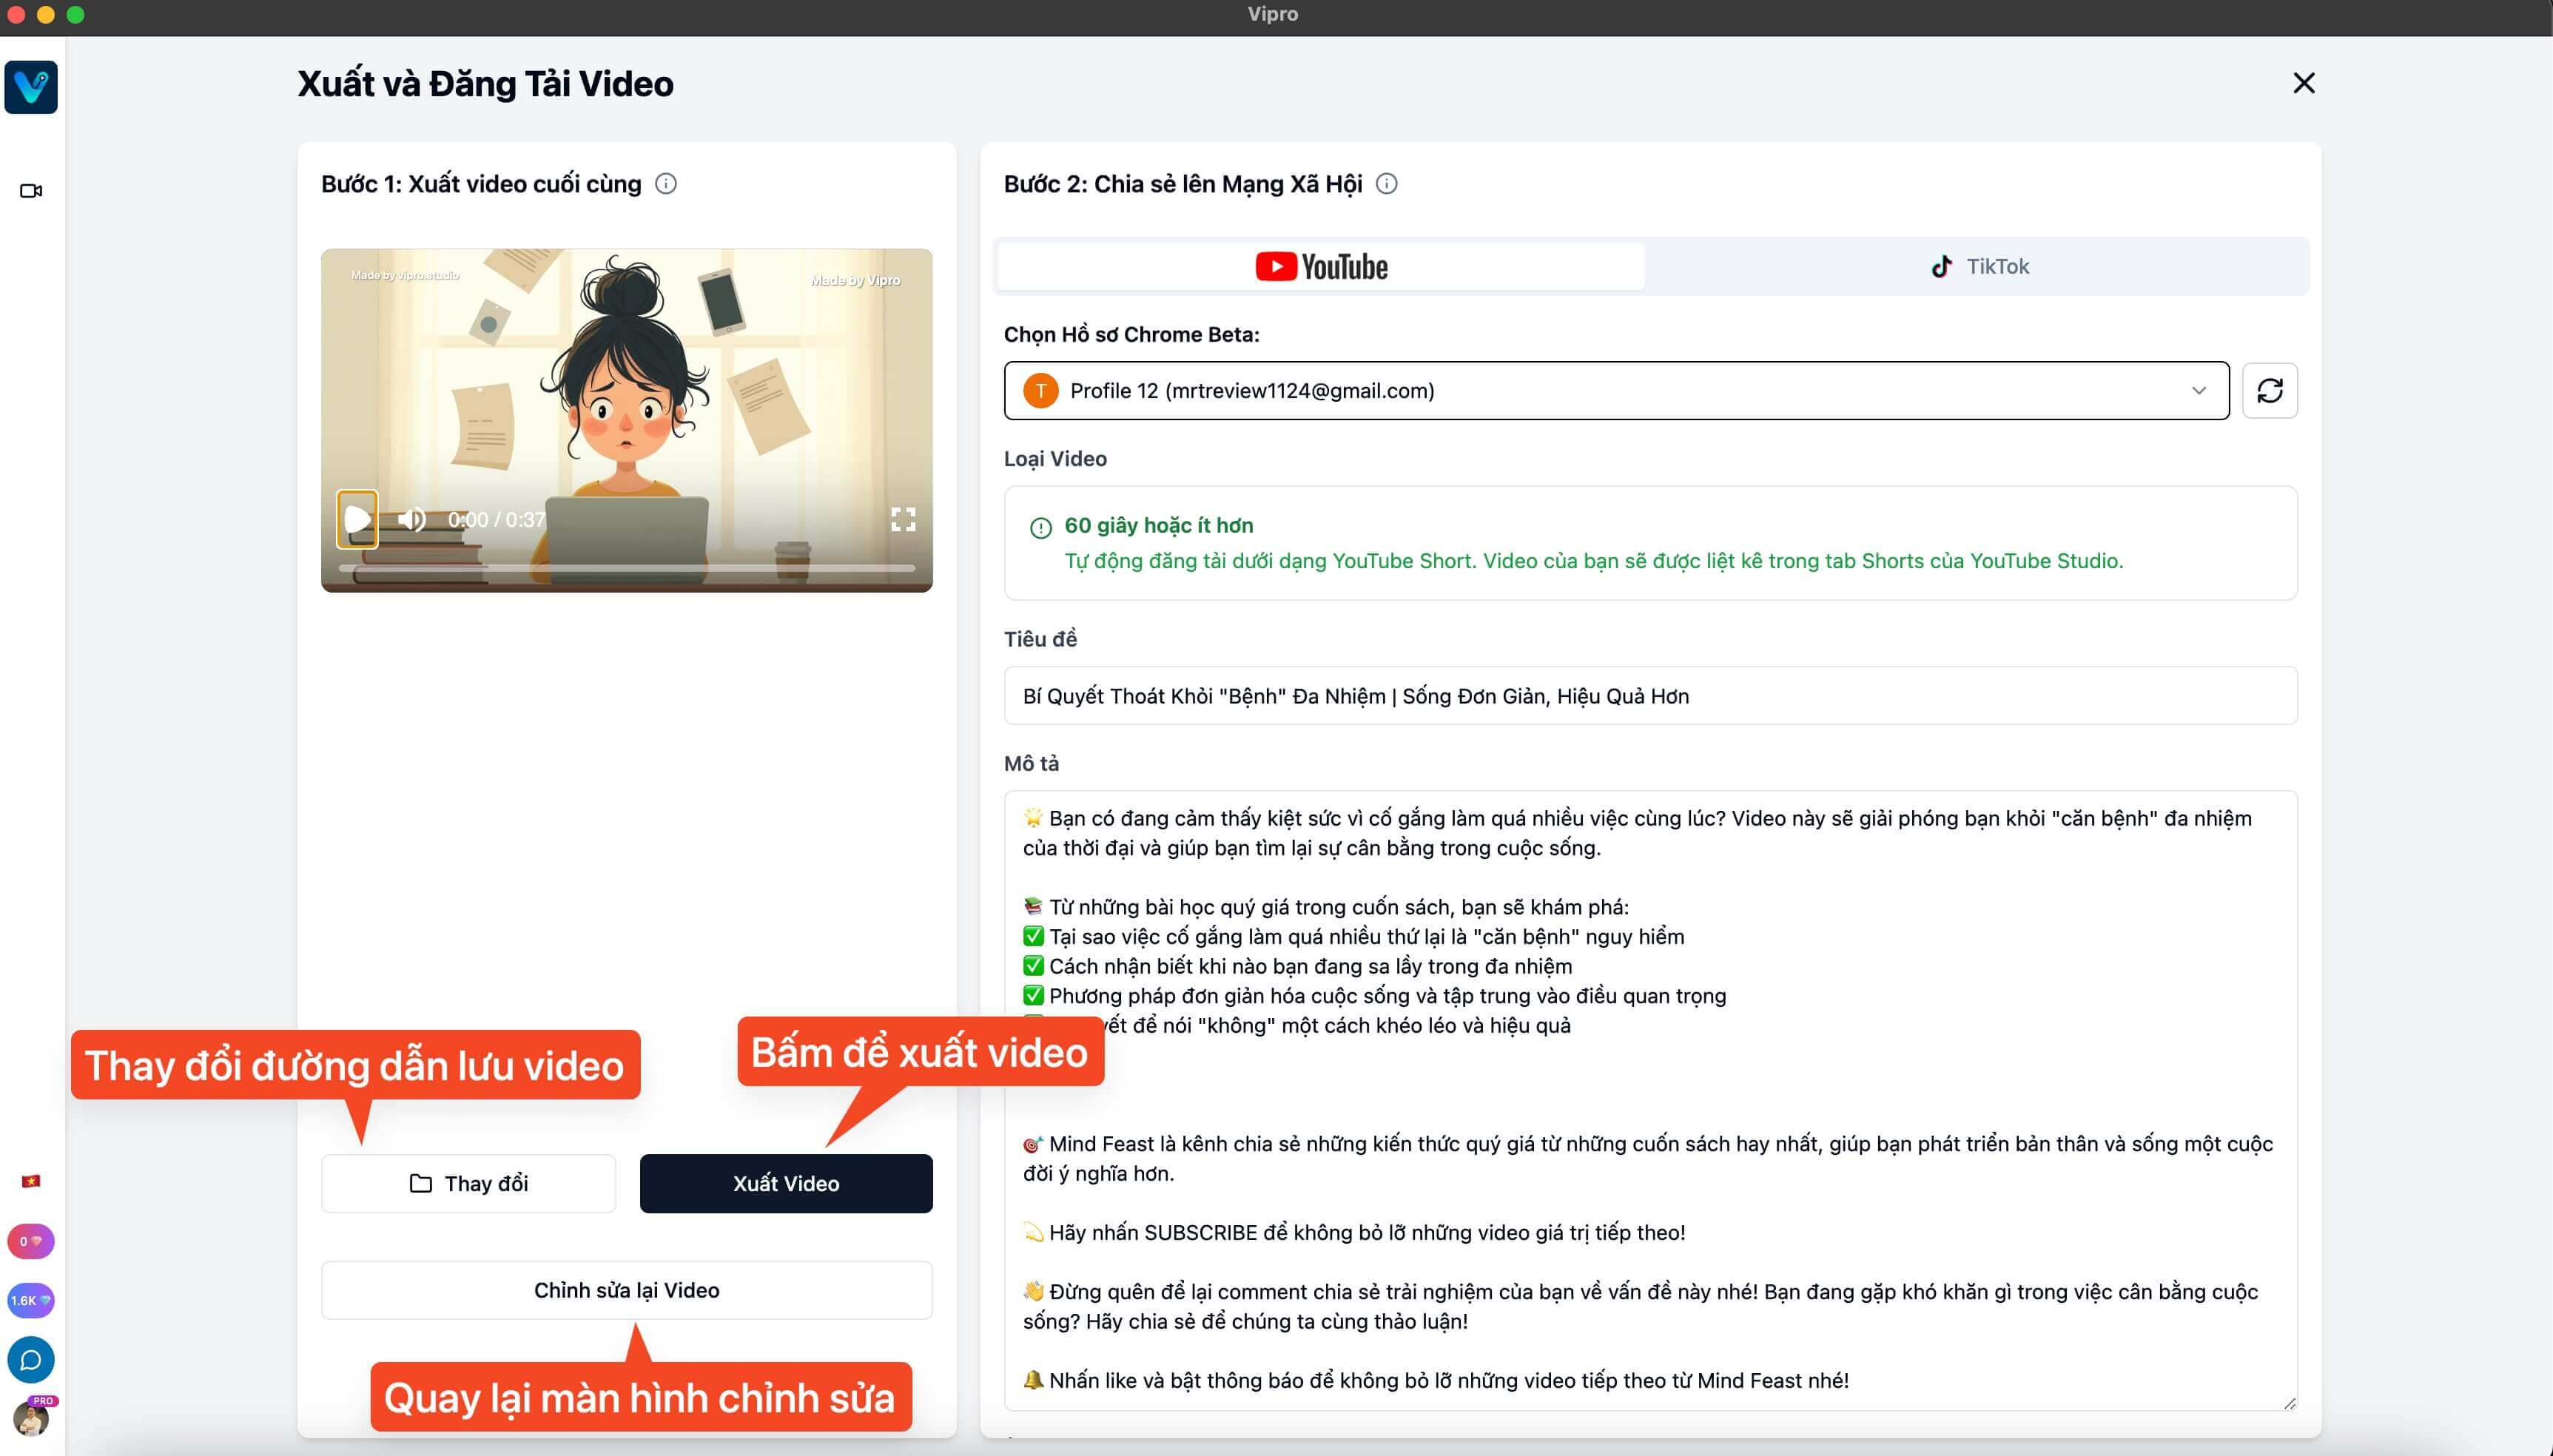 Vipro
Xuất và Đăng Tải Video
Bước 1: Xuất video cuối cùng
Made by vipro.studio
Made by Vipro
0:00 / 0:37
Thay đổi đường dẫn lưu video
Bấm để xuất video
Thay đổi
Xuất Video
Chỉnh sửa lại Video
Quay lại màn hình chỉnh sửa
0
1.6K
PRO
Bước 2: Chia sẻ lên Mạng Xã Hội
YouTube
TikTok
Chọn Hồ sơ Chrome Beta:
T
Profile 12 (mrtreview1124@gmail.com)
Loại Video
60 giây hoặc ít hơn
Tự động đăng tải dưới dạng YouTube Short. Video của bạn sẽ được liệt kê trong tab Shorts của YouTube Studio.
Tiêu đề
Bí Quyết Thoát Khỏi "Bệnh" Đa Nhiệm | Sống Đơn Giản, Hiệu Quả Hơn
Mô tả
🌟 Bạn có đang cảm thấy kiệt sức vì cố gắng làm quá nhiều việc cùng lúc? Video này sẽ giải phóng bạn khỏi "căn bệnh" đa nhiệm
của thời đại và giúp bạn tìm lại sự cân bằng trong cuộc sống.
📚 Từ những bài học quý giá trong cuốn sách, bạn sẽ khám phá:
✅ Tại sao việc cố gắng làm quá nhiều thứ lại là "căn bệnh" nguy hiểm
✅ Cách nhận biết khi nào bạn đang sa lầy trong đa nhiệm
✅ Phương pháp đơn giản hóa cuộc sống và tập trung vào điều quan trọng
để nói "không" một cách khéo léo và hiệu quả
🎯 Mind Feast là kênh chia sẻ những kiến thức quý giá từ những cuốn sách hay nhất, giúp bạn phát triển bản thân và sống một cuộc
đời ý nghĩa hơn.
💫 Hãy nhấn SUBSCRIBE để không bỏ lỡ những video giá trị tiếp theo!
👋 Đừng quên để lại comment chia sẻ trải nghiệm của bạn về vấn đề này nhé! Bạn đang gặp khó khăn gì trong việc cân bằng cuộc
sống? Hãy chia sẻ để chúng ta cùng thảo luận!
🔔 Nhấn like và bật thông báo để không bỏ lỡ những video tiếp theo từ Mind Feast nhé!